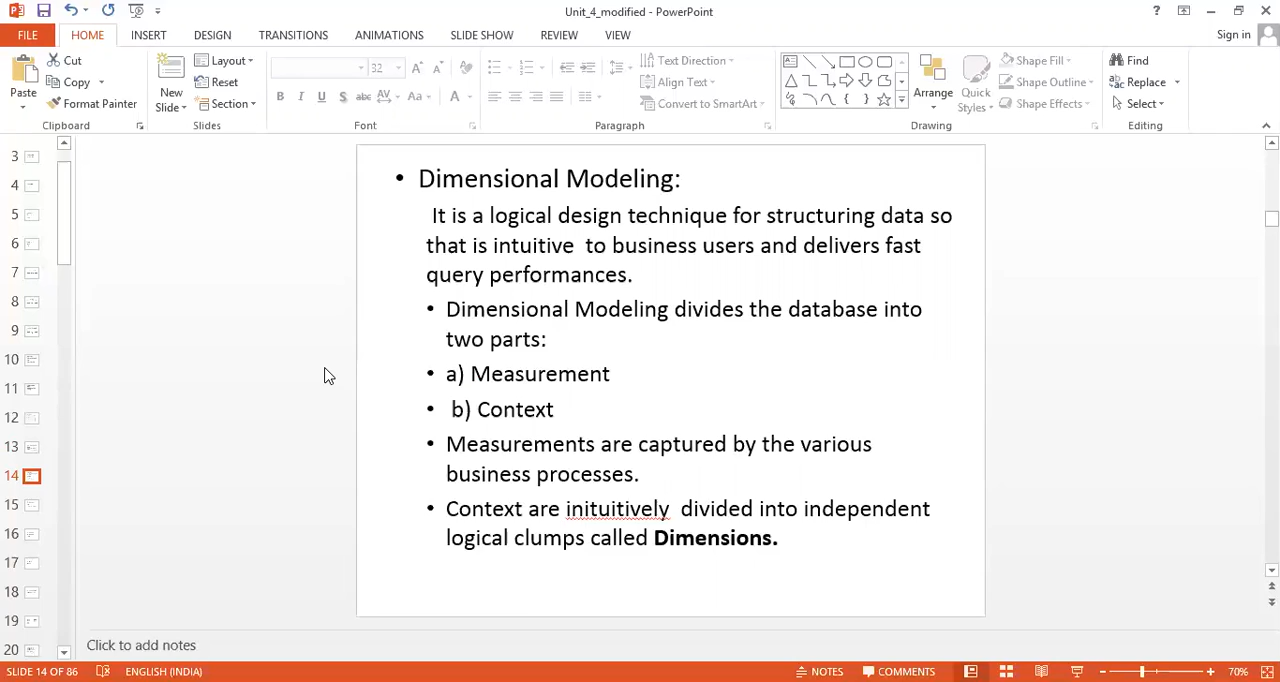 Unit_4_modified - PowerPoint
?
FILE HOME INSERT DESIGN TRANSITIONS ANIMATIONS SLIDE SHOW REVIEW VIEW Sign in
Paste
Cut
Copy
Format Painter
Clipboard
New
Slide
Layout
Reset
Section
Slides
32
B I U S abc AV Aa A
Font
Text Direction
Align Text
Convert to SmartArt
Paragraph
Arrange
Quick
Styles
Shape Fill
Shape Outline
Shape Effects
Drawing
Find
Replace
Select
Editing
3
4
5
6
7
8
9
10
11
12
13
14
15
16
17
18
19
20
• Dimensional Modeling:
It is a logical design technique for structuring data so
that is intuitive to business users and delivers fast
query performances.
• Dimensional Modeling divides the database into
two parts:
• a) Measurement
• b) Context
• Measurements are captured by the various
business processes.
• Context are inituitively divided into independent
logical clumps called Dimensions.
Click to add notes
SLIDE 14 OF 86 ENGLISH (INDIA) NOTES COMMENTS 70%